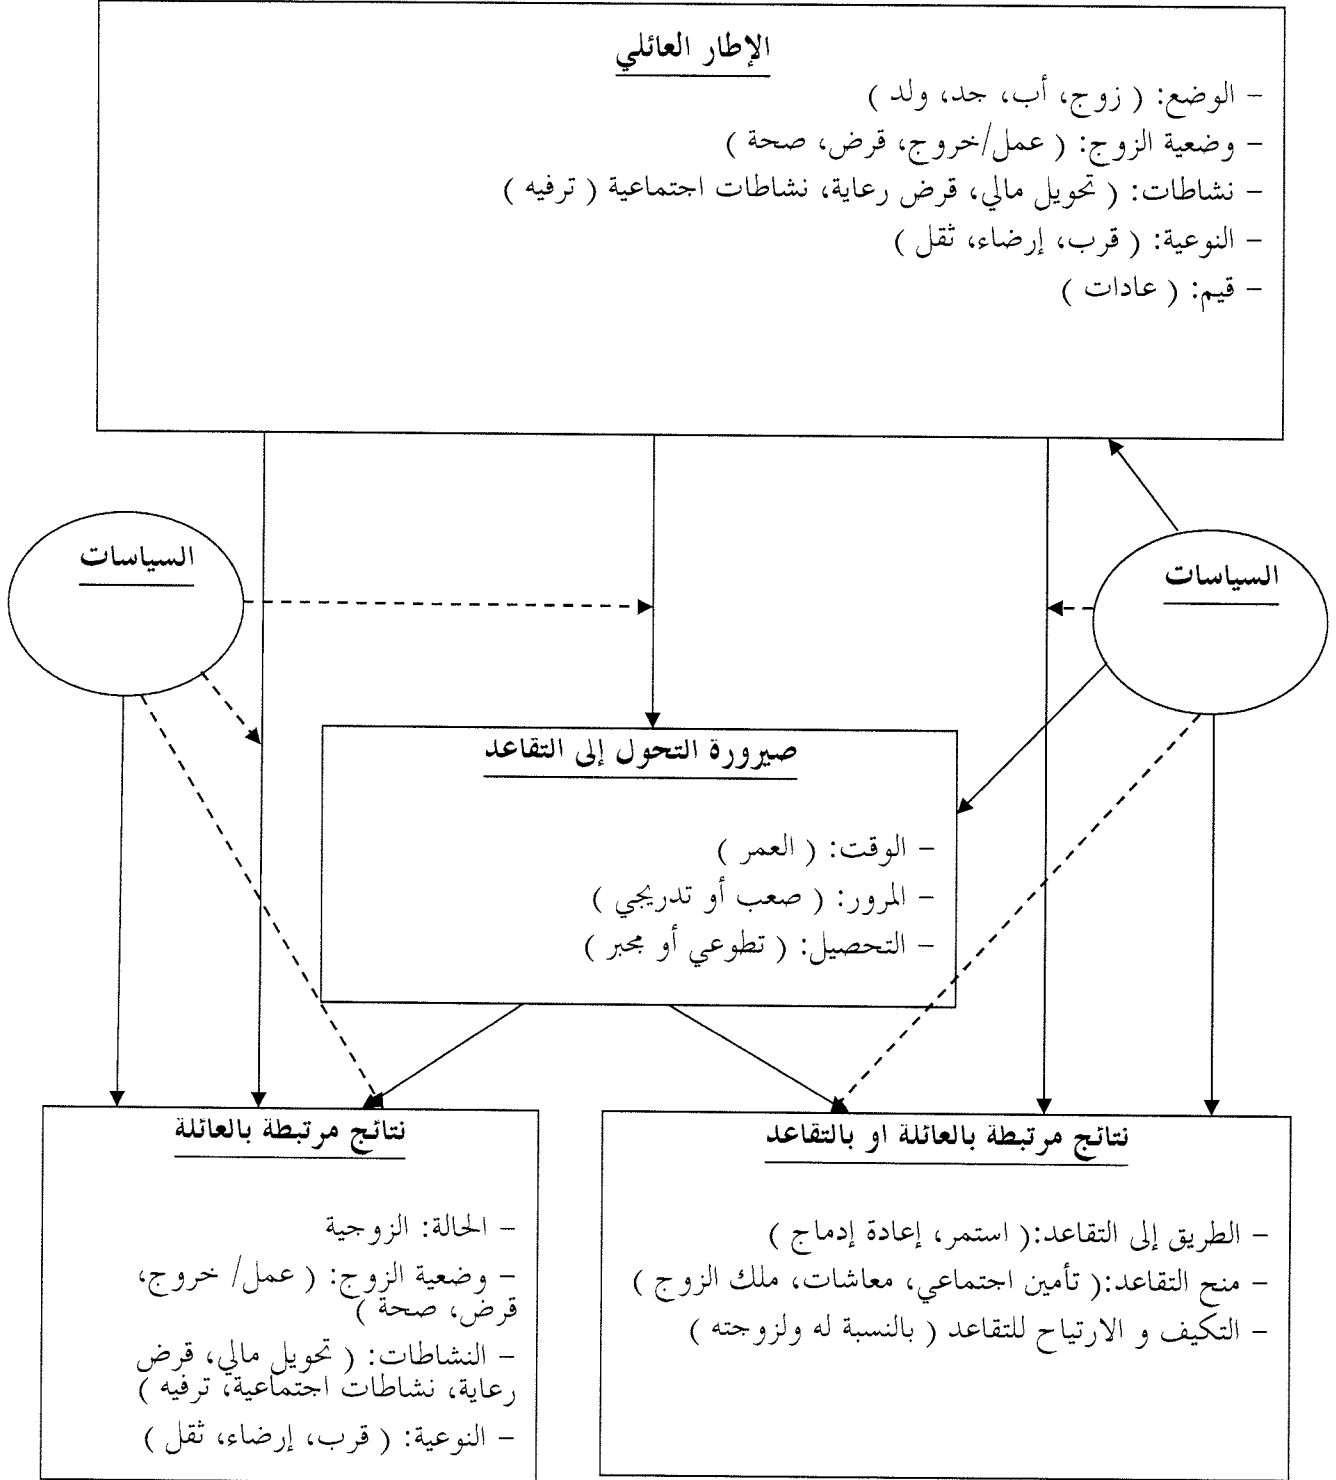 الإطار العائلي
- الوضع: ( زوج، أب، جد، ولد )
- وضعية الزوج: ( عمل/خروج، قرض، صحة )
- نشاطات: ( تحويل مالي، قرض رعاية، نشاطات اجتماعية ( ترفيه )
- النوعية: ( قرب، إرضاء، ثقل )
- قيم: ( عادات )
السياسات
السياسات
صيرورة التحول إلى التقاعد
- الوقت: ( العمر )
- المرور: ( صعب أو تدريجي )
- التحصيل: ( تطوعي أو مجبر )
نتائج مرتبطة بالعائلة او بالتقاعد
- الطريق إلى التقاعد:( استمر، إعادة إدماج )
- منح التقاعد:( تأمين اجتماعي، معاشات، ملك الزوج )
- التكيف و الارتياح للتقاعد ( بالنسبة له ولزوجته )
نتائج مرتبطة بالعائلة
- الحالة: الزوجية
- وضعية الزوج: ( عمل/ خروج،
قرض، صحة )
- النشاطات: ( تحويل مالي، قرض
رعاية، نشاطات اجتماعية، ترفيه )
- النوعية: ( قرب، إرضاء، ثقل )